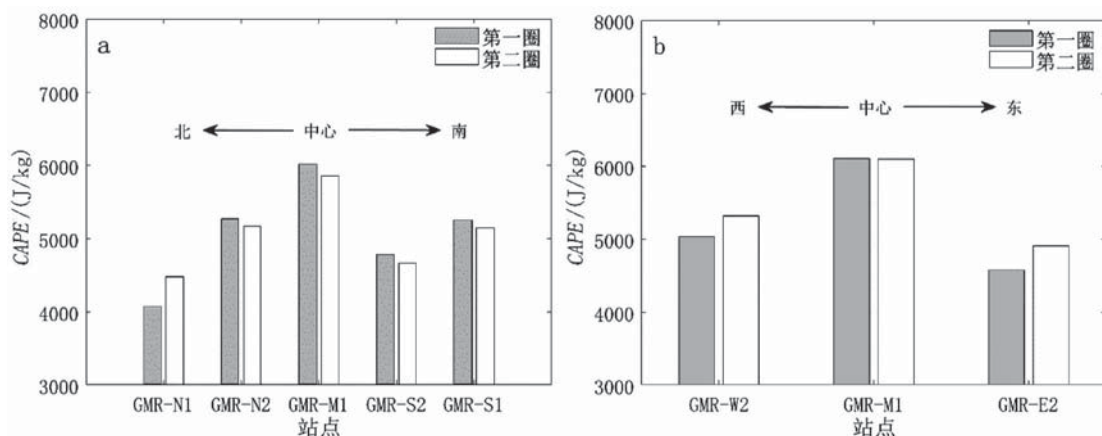 a
第一圈
第二圈
北 中心 南
CAPE/(J/kg)
8000
7000
6000
5000
4000
3000
GMR-N1 GMR-N2 GMR-M1 GMR-S2 GMR-S1
站点
b
第一圈
第二圈
西 中心 东
CAPE/(J/kg)
8000
7000
6000
5000
4000
3000
GMR-W2 GMR-M1 GMR-E2
站点